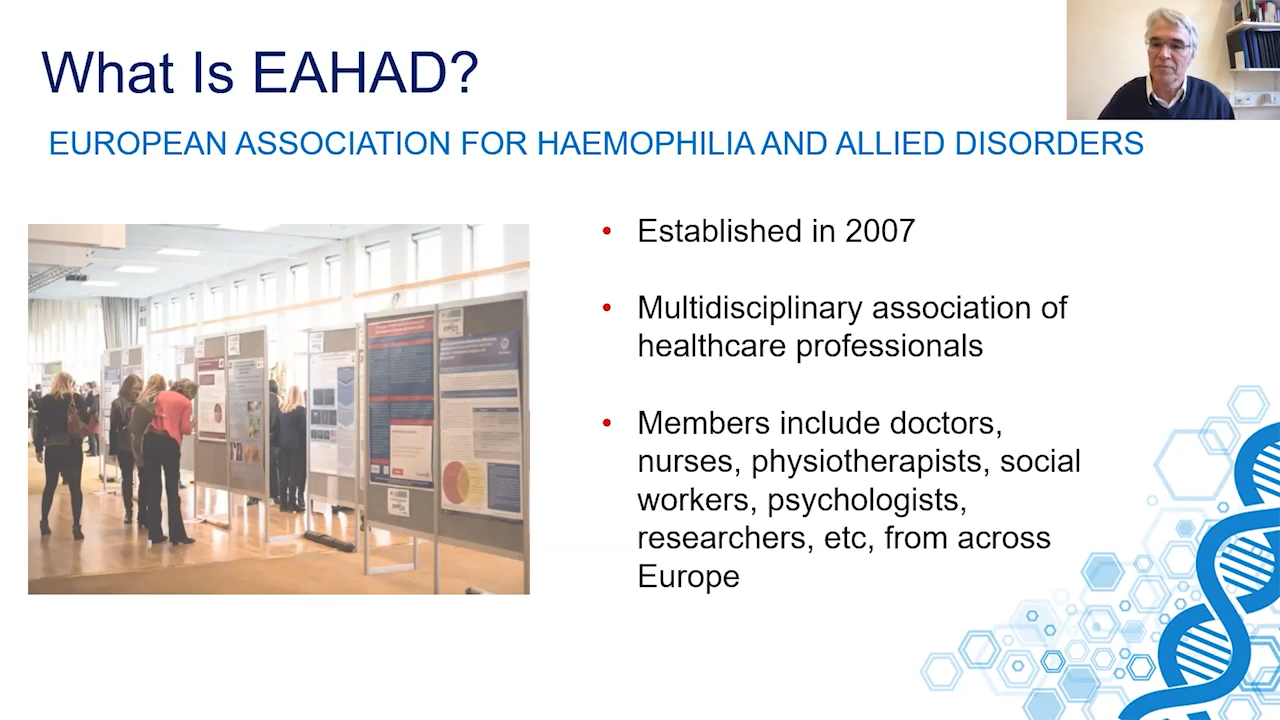 What Is EAHAD?
EUROPEAN ASSOCIATION FOR HAEMOPHILIA AND ALLIED DISORDERS
• Established in 2007
• Multidisciplinary association of
healthcare professionals
• Members include doctors,
nurses, physiotherapists, social
workers, psychologists,
researchers, etc, from across
Europe